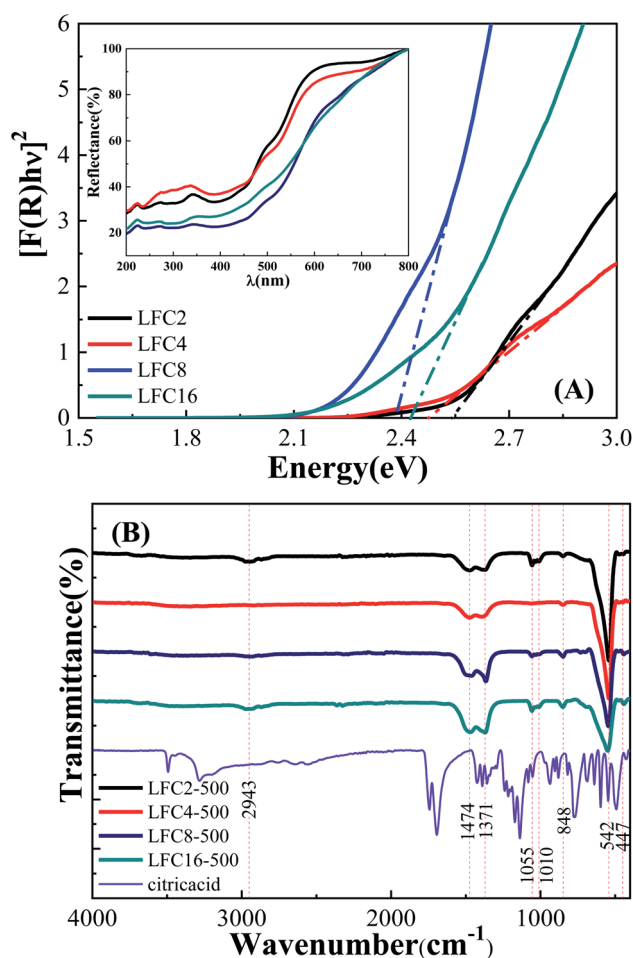 6
5
4
3
2
1
0
[F(R)hν]²
100
80
60
40
20
Reflectance(%)
200 300 400 500 600 700 800
λ(nm)
LFC2
LFC4
LFC8
LFC16
(A)
1.5 1.8 2.1 2.4 2.7 3.0
Energy(eV)
(B)
Transmittance(%)
LFC2-500
LFC4-500
LFC8-500
LFC16-500
citricacid
2943
1474
1371
1055
1010
848
542
447
4000 3000 2000 1000
Wavenumber(cm⁻¹)